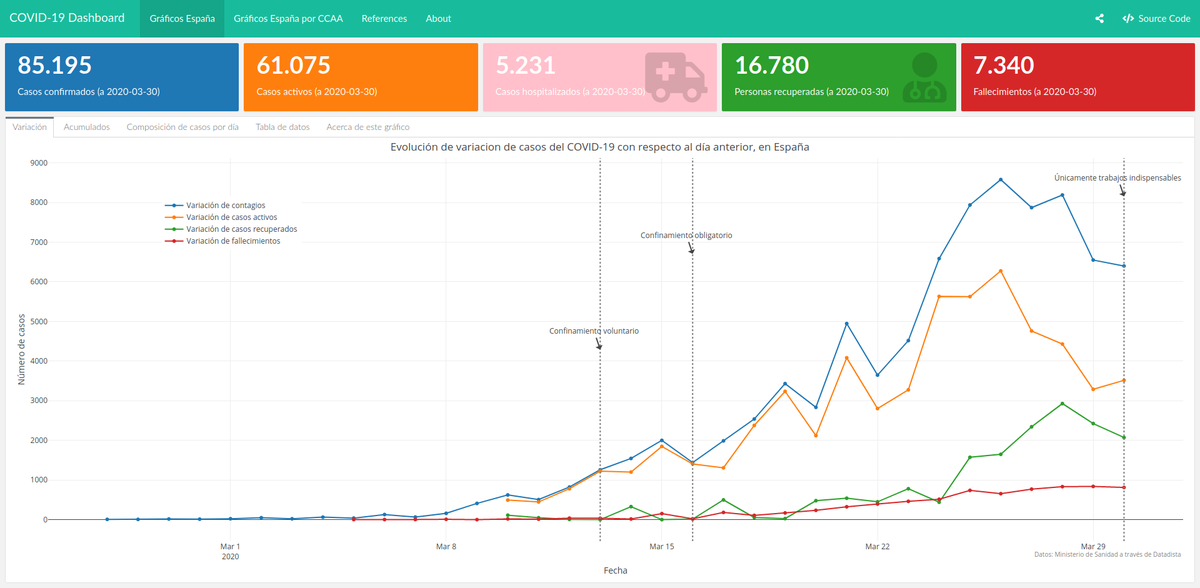 COVID-19 Dashboard Gráficos España Gráficos España por CCAA References About Source Code
85.195 61.075 5.231 16.780 7.340
Casos confirmados (a 2020-03-30) Casos activos (a 2020-03-30) Casos hospitalizados (a 2020-03-30) Personas recuperadas (a 2020-03-30) Fallecimientos (a 2020-03-30)
Variación Acumulados Composición de casos por día Tabla de datos Acerca de este gráfico
Evolución de variacion de casos del COVID-19 con respecto al día anterior, en España
9000
Únicamente trabajos indispensables
8000
Variación de contagios
Variación de casos activos
Variación de casos recuperados
Variación de fallecimientos
7000
Confinamiento obligatorio
6000
5000
Confinamiento voluntario
4000
3000
2000
1000
0
Número de casos
Mar 1 Mar 8 Mar 15 Mar 22 Mar 29
2020
Datos: Ministerio de Sanidad a través de Datadista
Fecha